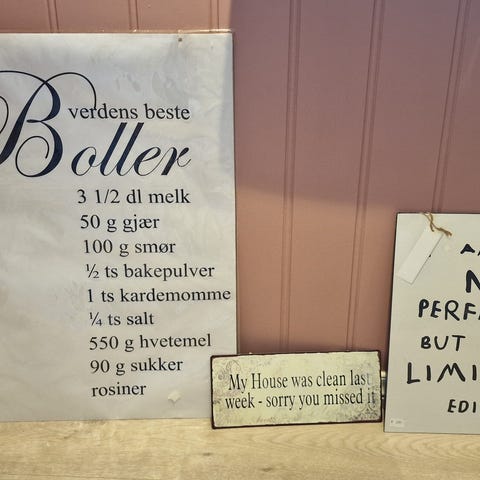 verdens beste
Boller
3 1/2 dl melk
50 g gjær
100 g smør
½ ts bakepulver
1 ts kardemomme
¼ ts salt
550 g hvetemel
90 g sukker
rosiner
My House was clean last
week - sorry you missed it
N
PERFA
BUT
LIMI
EDI